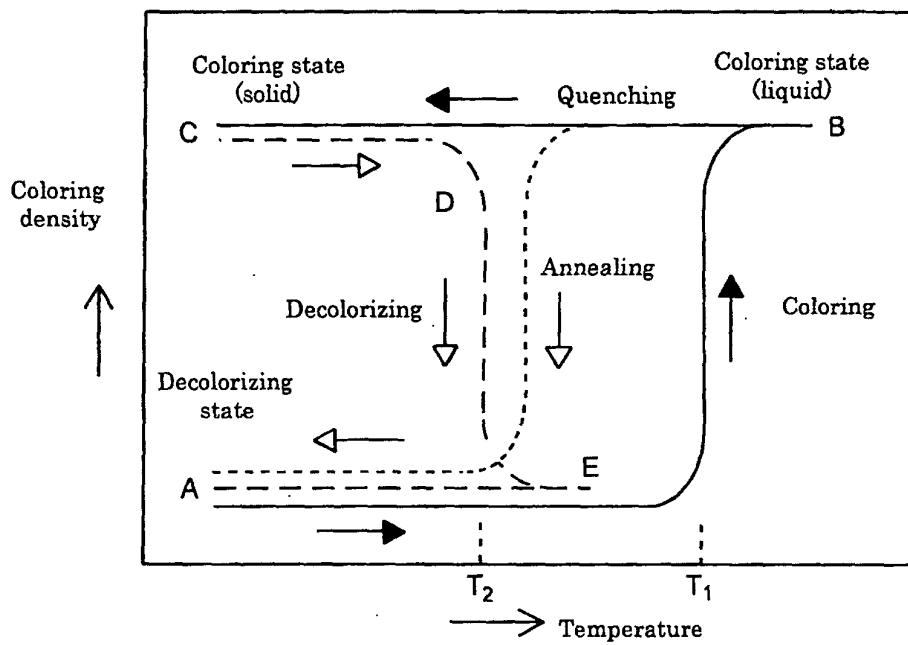 Coloring state
(solid)
Quenching
Coloring state
(liquid)
C
B
Coloring
density
D
Annealing
Decolorizing
Coloring
Decolorizing
state
A
E
T2
T1
Temperature